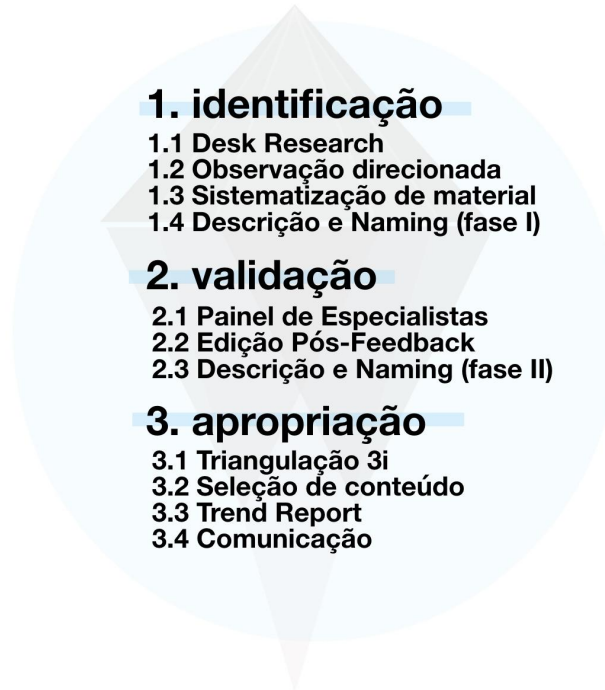 1. identificação
1.1 Desk Research
1.2 Observação direcionada
1.3 Sistematização de material
1.4 Descrição e Naming (fase I)
2. validação
2.1 Painel de Especialistas
2.2 Edição Pós-Feedback
2.3 Descrição e Naming (fase II)
3. apropriação
3.1 Triangulação 3i
3.2 Seleção de conteúdo
3.3 Trend Report
3.4 Comunicação